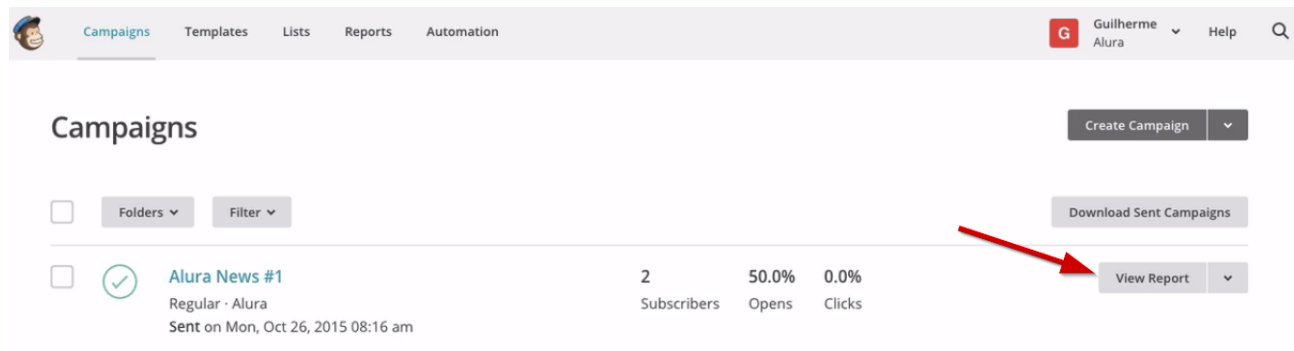 Campaigns Templates Lists Reports Automation G Guilherme Help
Alura
Campaigns
Create Campaign
Folders Filter Download Sent Campaigns
Alura News #1 2 50.0% 0.0% View Report
Regular · Alura Subscribers Opens Clicks
Sent on Mon, Oct 26, 2015 08:16 am